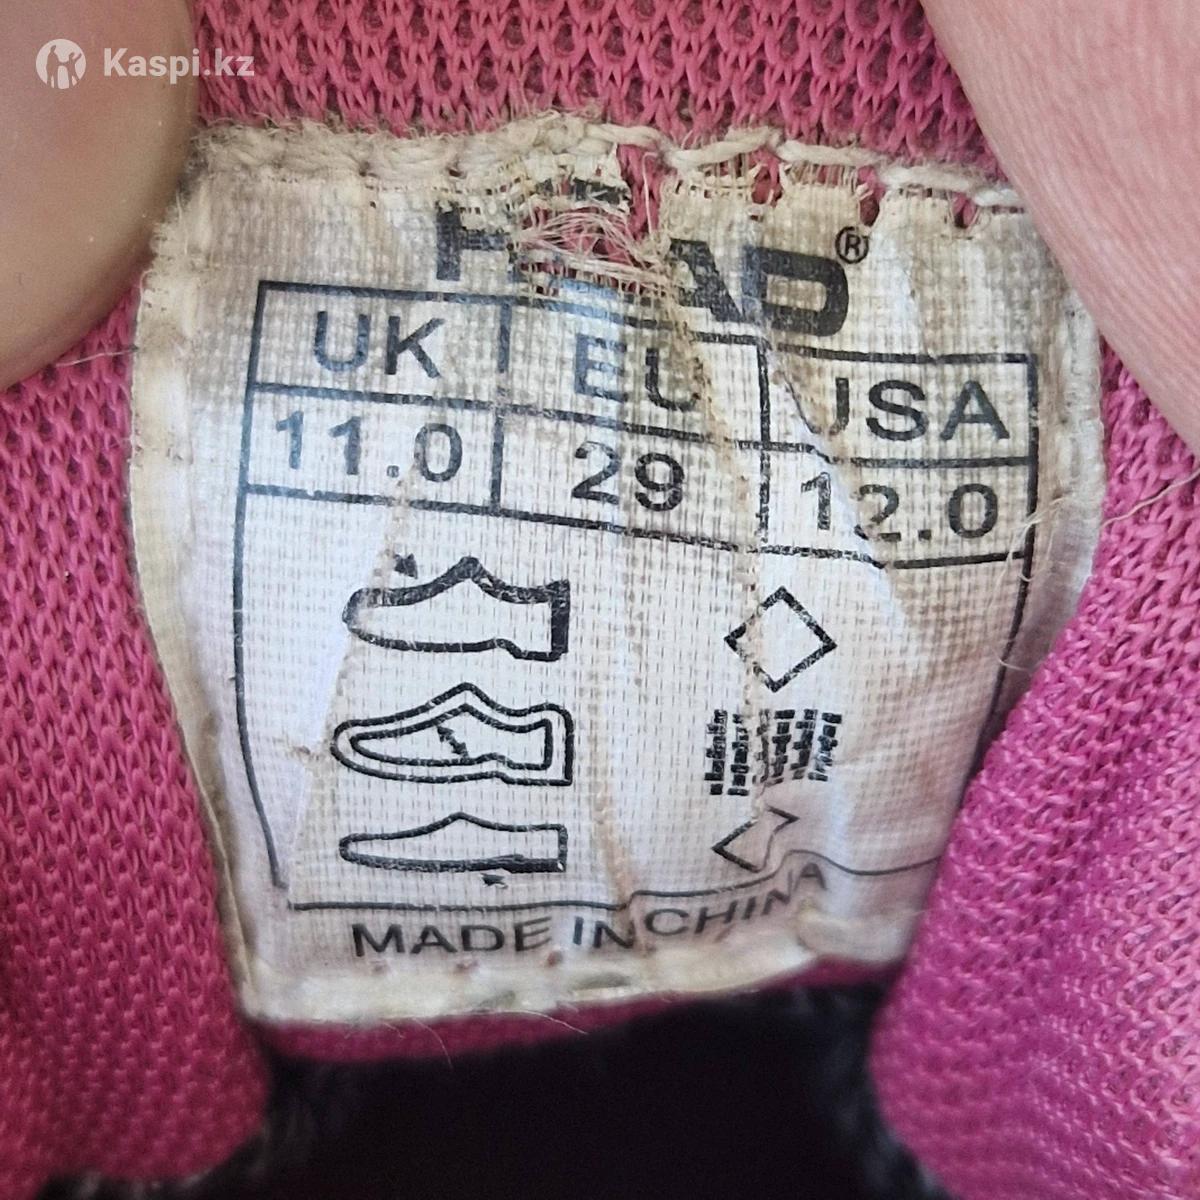 Kaspi.kz
HEAD®
UK EU USA
11.0 29 12.0
MADE IN CHINA